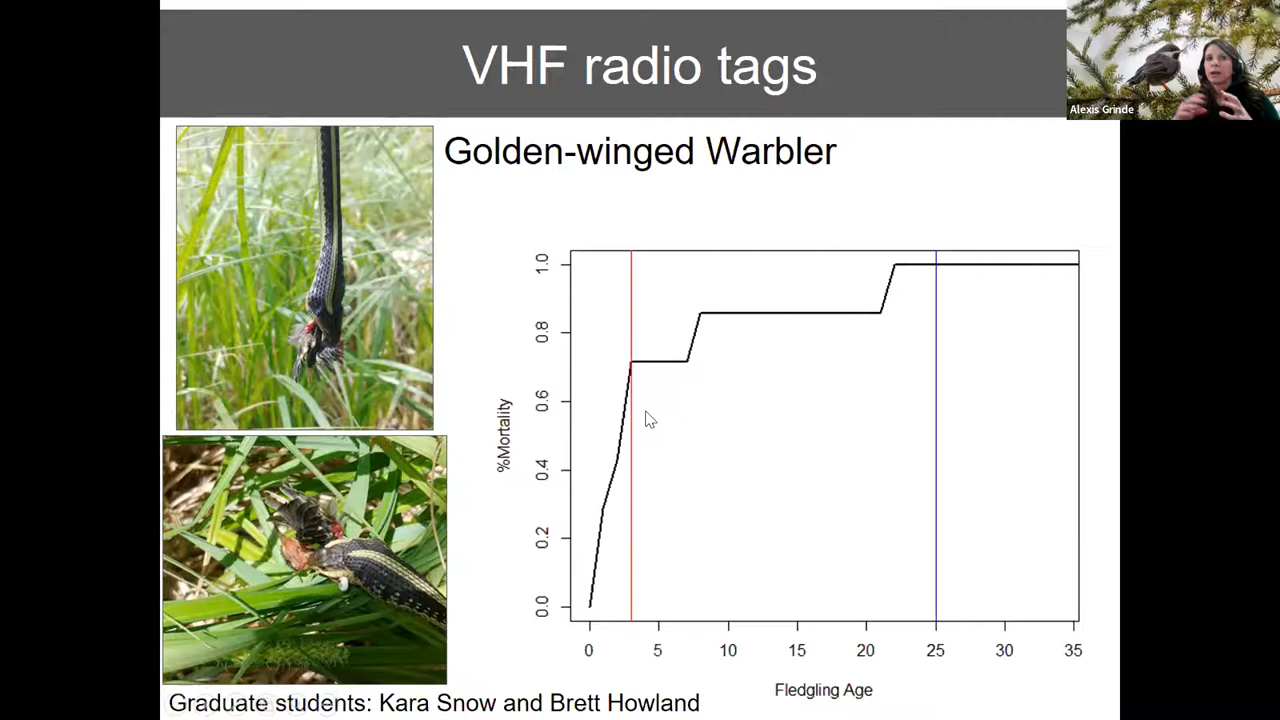 VHF radio tags
Alexis Grinde
Golden-winged Warbler
%Mortality
1.0
0.8
0.6
0.4
0.2
0.0
0 5 10 15 20 25 30 35
Fledgling Age
Graduate students: Kara Snow and Brett Howland